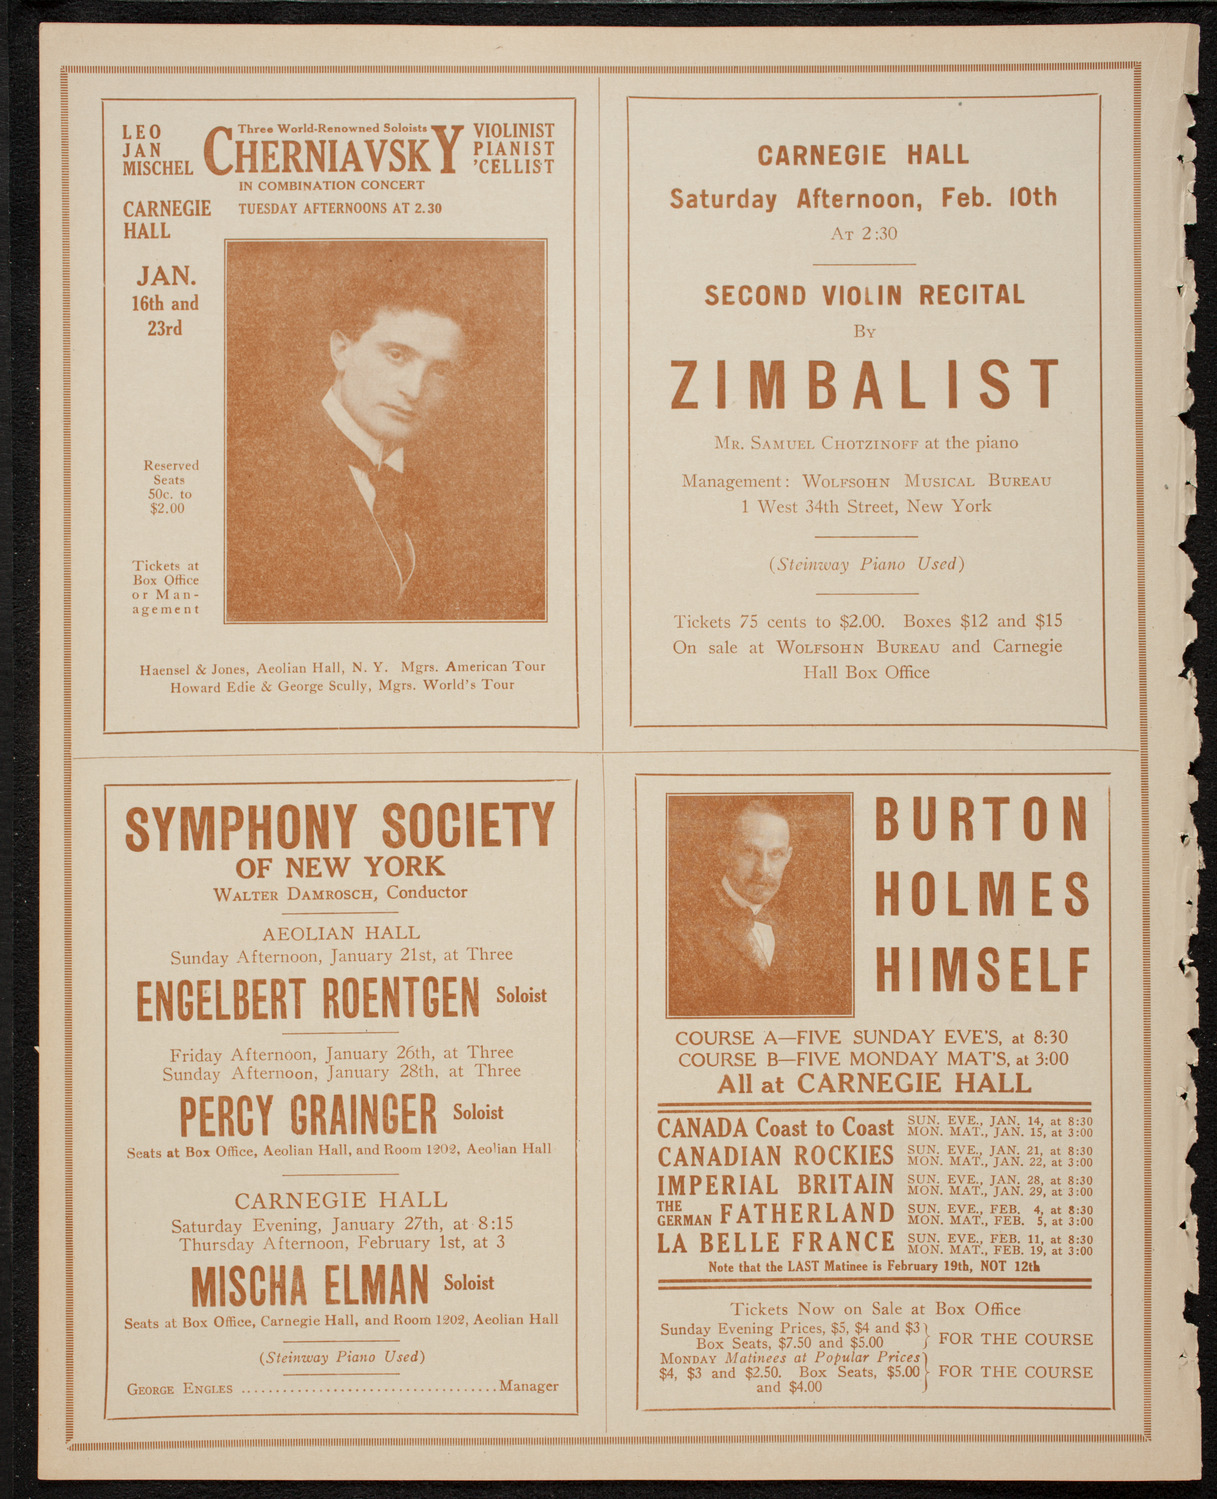 LEO
JAN
MISCHEL
Three World-Renowned Soloists
CHERNIAVSKY
VIOLINIST
PIANIST
'CELLIST
IN COMBINATION CONCERT
CARNEGIE
HALL
TUESDAY AFTERNOONS AT 2.30
JAN.
16th and
23rd
Reserved
Seats
50c. to
$2.00
Tickets at
Box Office
or Man-
agement
Haensel & Jones, Aeolian Hall, N. Y. Mgrs. American Tour
Howard Edie & George Scully, Mgrs. World's Tour
CARNEGIE HALL
Saturday Afternoon, Feb. 10th
AT 2:30
SECOND VIOLIN RECITAL
BY
ZIMBALIST
MR. SAMUEL CHOTZINOFF at the piano
Management: WOLFSOHN MUSICAL BUREAU
1 West 34th Street, New York
(Steinway Piano Used)
Tickets 75 cents to $2.00. Boxes $12 and $15
On sale at WOLFSOHN BUREAU and Carnegie
Hall Box Office
SYMPHONY SOCIETY
OF NEW YORK
WALTER DAMROSCH, Conductor
AEOLIAN HALL
Sunday Afternoon, January 21st, at Three
ENGELBERT ROENTGEN Soloist
Friday Afternoon, January 26th, at Three
Sunday Afternoon, January 28th, at Three
PERCY GRAINGER Soloist
Seats at Box Office, Aeolian Hall, and Room 1202, Aeolian Hall
CARNEGIE HALL
Saturday Evening, January 27th, at 8:15
Thursday Afternoon, February 1st, at 3
MISCHA ELMAN Soloist
Seats at Box Office, Carnegie Hall, and Room 1202, Aeolian Hall
(Steinway Piano Used)
GEORGE ENGLES ..................................Manager
BURTON
HOLMES
HIMSELF
COURSE A—FIVE SUNDAY EVE'S, at 8:30
COURSE B—FIVE MONDAY MAT'S, at 3:00
All at CARNEGIE HALL
CANADA Coast to Coast SUN. EVE., JAN. 14, at 8:30
MON. MAT., JAN. 15, at 3:00
CANADIAN ROCKIES SUN. EVE., JAN. 21, at 8:30
MON. MAT., JAN. 22, at 3:00
IMPERIAL BRITAIN SUN. EVE., JAN. 28, at 8:30
MON. MAT., JAN. 29, at 3:00
THE GERMAN FATHERLAND SUN. EVE., FEB. 4, at 8:30
MON. MAT., FEB. 5, at 3:00
LA BELLE FRANCE SUN. EVE., FEB. 11, at 8:30
MON. MAT., FEB. 19, at 3:00
Note that the LAST Matinee is February 19th, NOT 12th
Tickets Now on Sale at Box Office
Sunday Evening Prices, $5, $4 and $3
Box Seats, $7.50 and $5.00
FOR THE COURSE
MONDAY Matinees at Popular Prices
$4, $3 and $2.50. Box Seats, $5.00
and $4.00
FOR THE COURSE